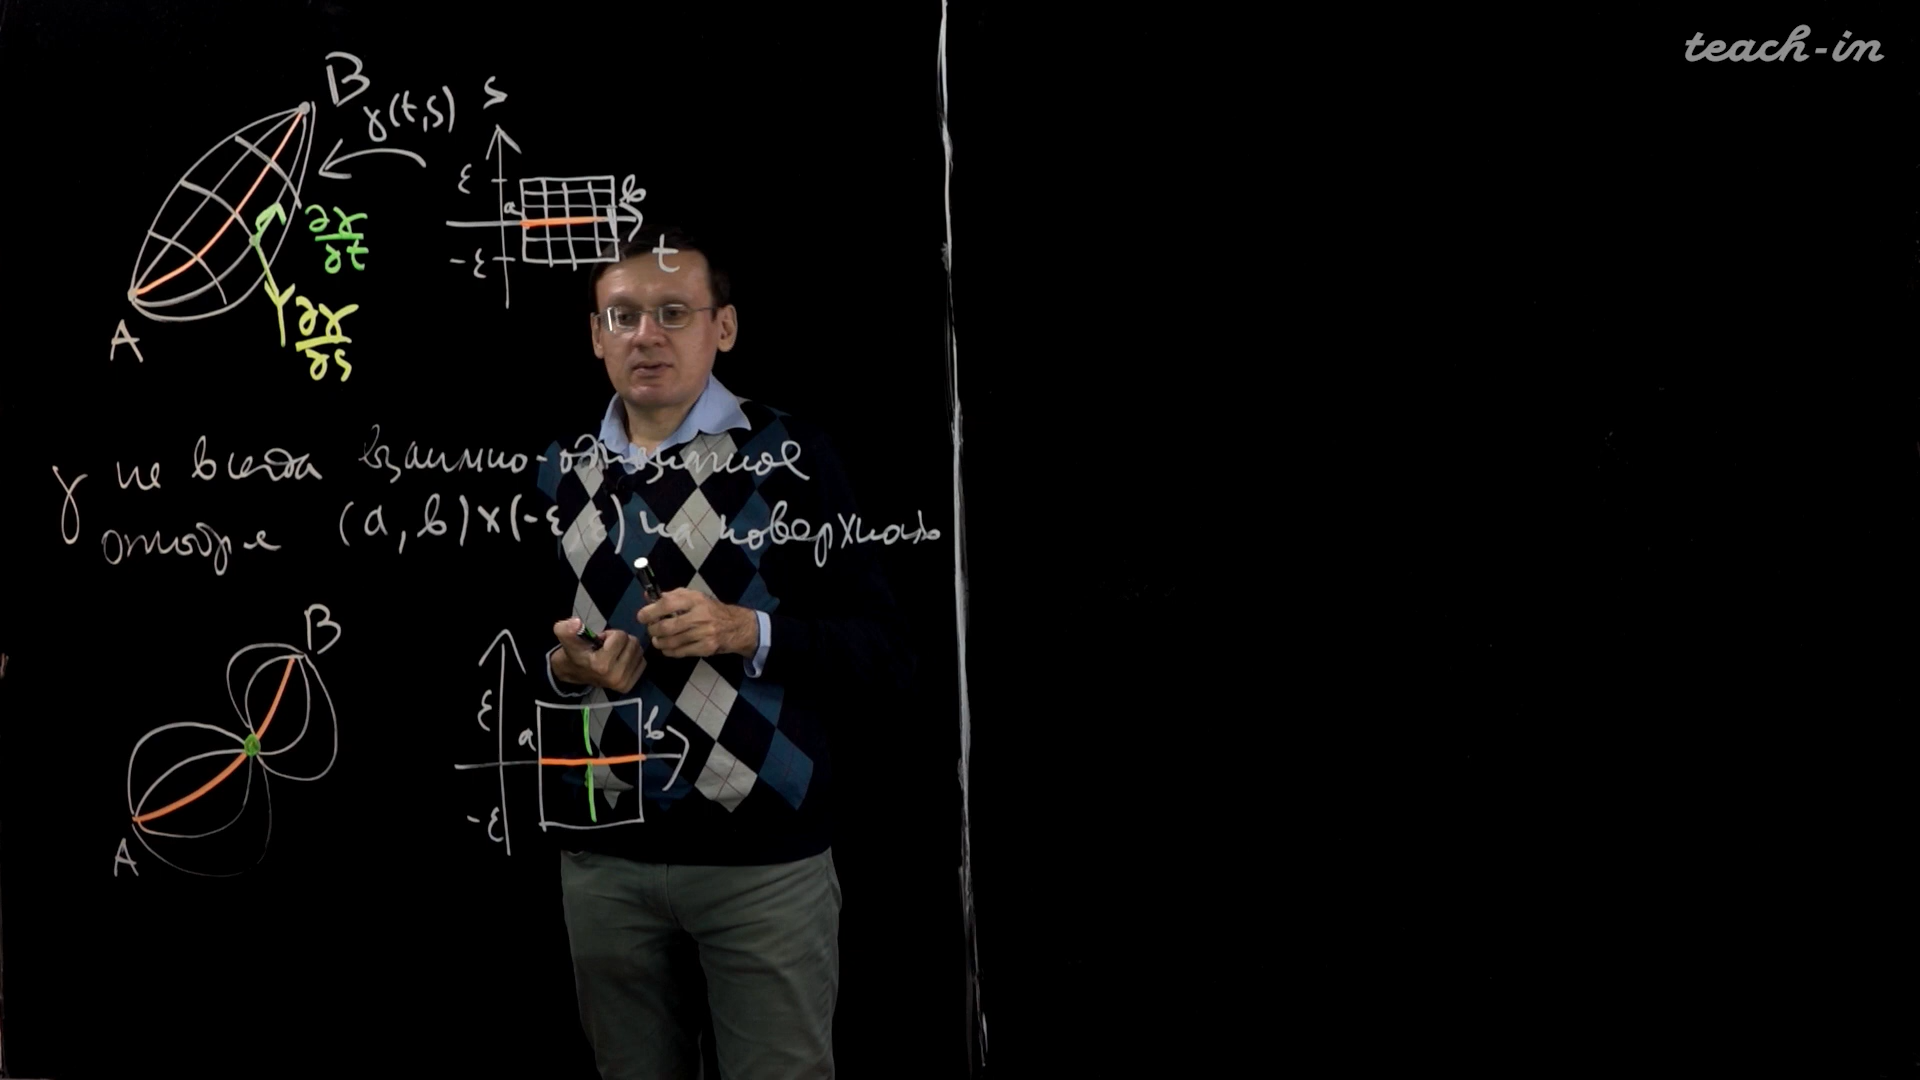 teach-in
B
γ(t,s)
s
ε
a
b
-ε
t
∂γ/∂t
∂γ/∂s
A
γ не всегда взаимно-однозначное
отобр-е (a, b)×(-ε, ε) на поверхность
B
ε
a
b
-ε
A